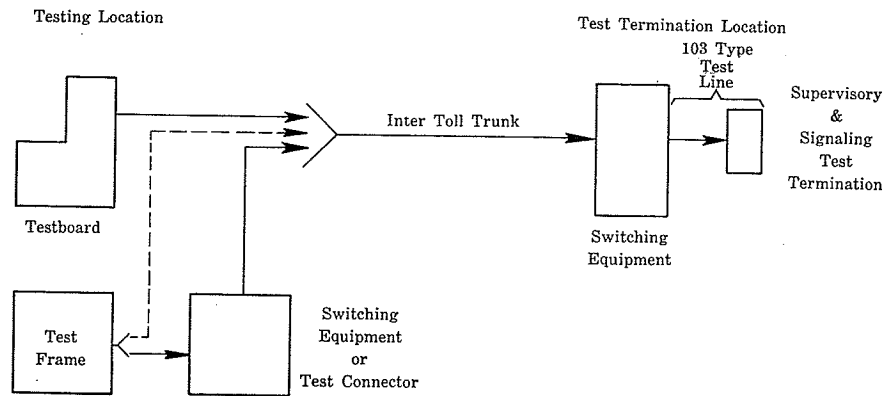 Testing Location
Test Termination Location
103 Type
Test
Line
Supervisory
&
Signaling
Test
Termination
Inter Toll Trunk
Testboard
Switching
Equipment
Test
Frame
Switching
Equipment
or
Test Connector